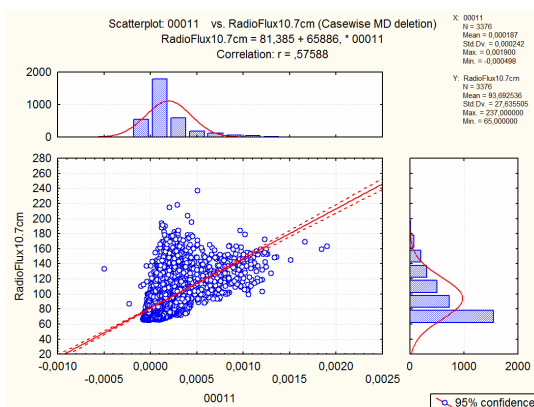 Scatterplot: 00011 vs. RadioFlux10.7cm (Casewise MD deletion)
RadioFlux10.7cm = 81,385 + 65886, * 00011
Correlation: r = ,57588
X: 00011
N = 3376
Mean = 0,000187
Std.Dv. = 0,000242
Max. = 0,001900
Min. = -0,000498
Y: RadioFlux10.7cm
N = 3376
Mean = 93,692536
Std.Dv. = 27,635505
Max. = 237,000000
Min. = 65,000000
2000
1000
0
280
260
240
220
200
180
160
140
120
100
80
60
40
20
RadioFlux10.7cm
-0,0010
0,0000
0,0010
0,0020
-0,0005
0,0005
0,0015
0,0025
00011
0
1000
2000
95% confidence